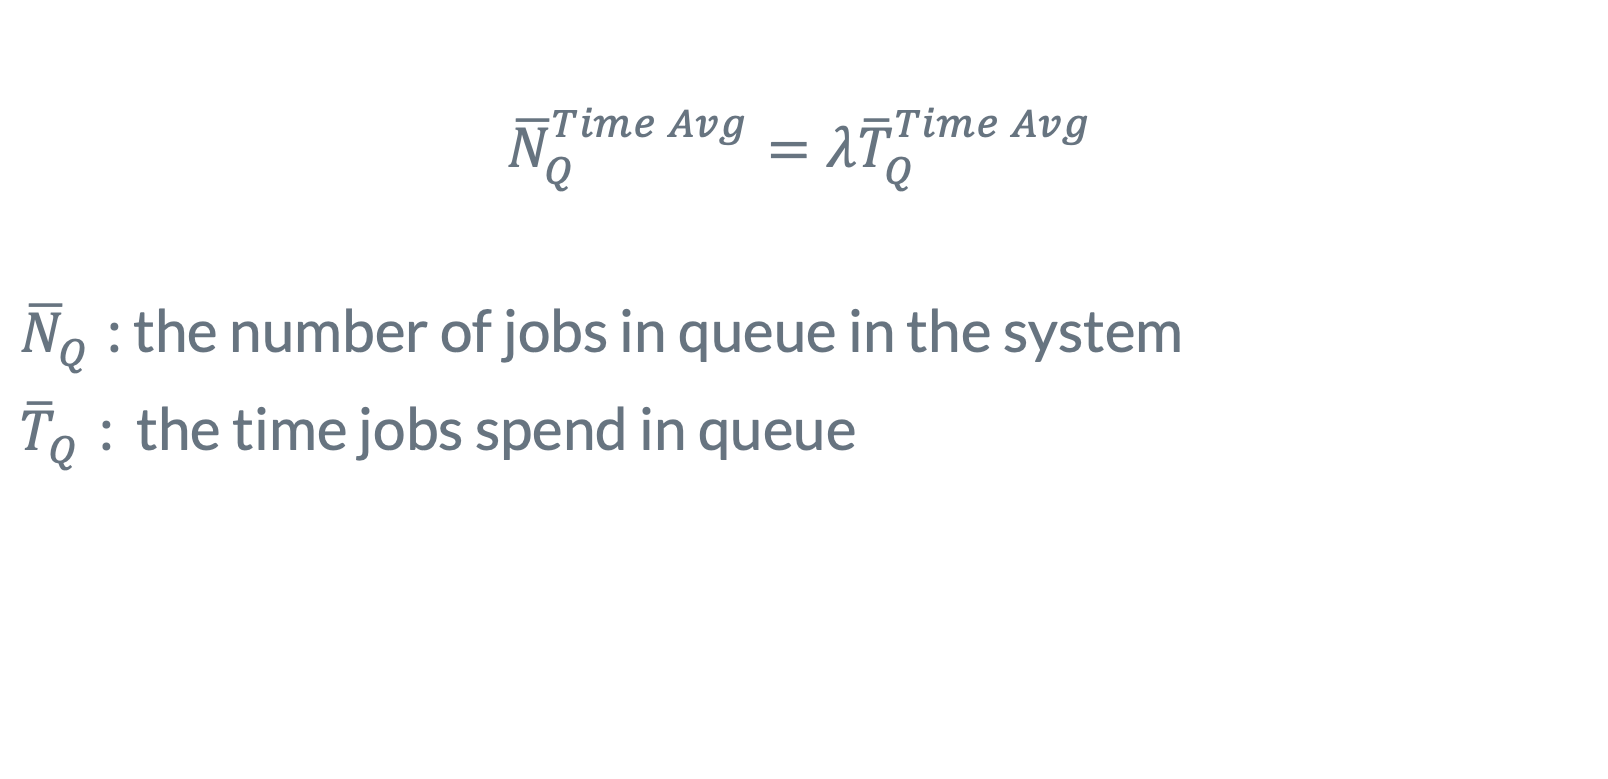 N̅_Q^{Time Avg} = λT̅_Q^{Time Avg}
N̅_Q : the number of jobs in queue in the system
T̅_Q : the time jobs spend in queue